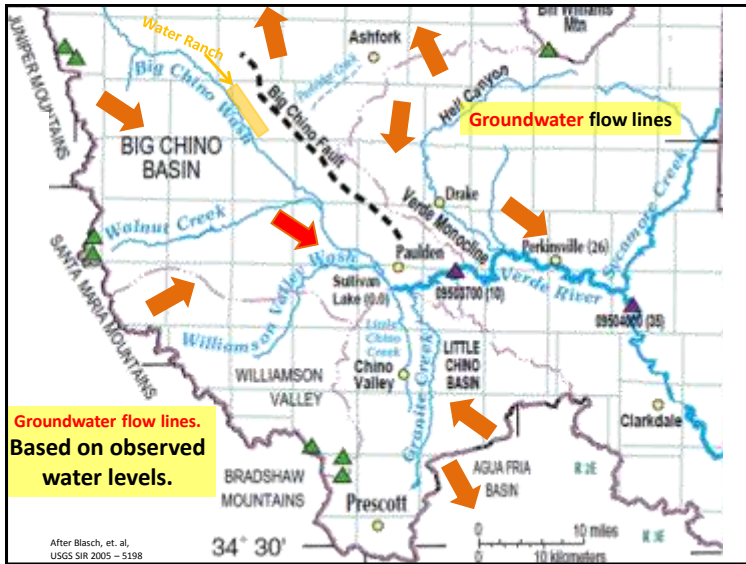 Bill Williams
Mtn
Ashfork
Water Ranch
JUNIPER MOUNTAINS
Big Chino Wash
Partridge Creek
Hell Canyon
Groundwater flow lines
Big Chino Fault
BIG CHINO
BASIN
Drake
Verde Monocline
Sycamore Creek
Walnut Creek
Perkinsville (26)
Paulden
SANTA MARIA MOUNTAINS
Williamson Valley Wash
Sullivan
Lake (0.0)
09503700 (10)
Verde River
09504000 (35)
Little
Chino
Creek
Granite Creek
LITTLE
CHINO
BASIN
Chino
Valley
WILLIAMSON
VALLEY
Clarkdale
Groundwater flow lines.
Based on observed
water levels.
BRADSHAW
MOUNTAINS
AGUA FRIA
BASIN
R 2E
Prescott
After Blasch, et. al,
USGS SIR 2005 – 5198
34° 30'
0 10 miles
0 10 kilometers
R 3E